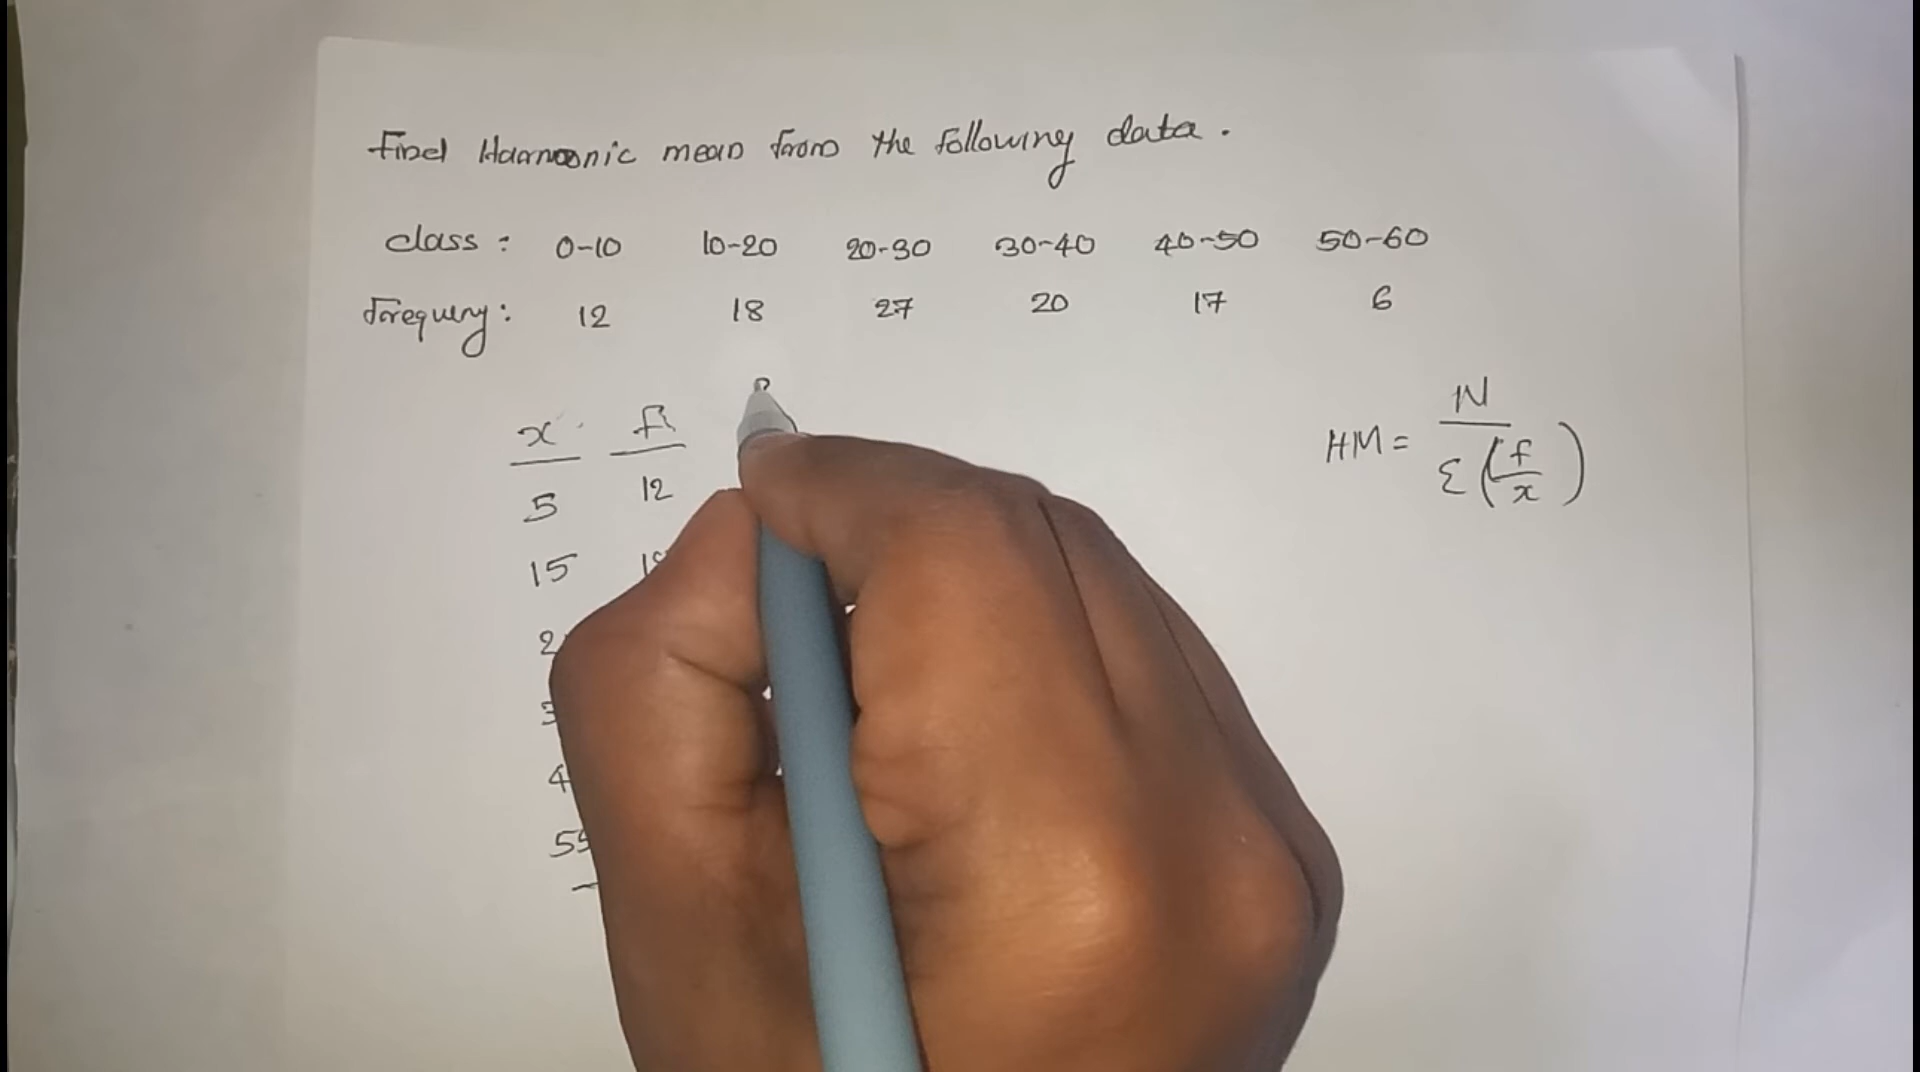 Find Harmonic mean from the following data.
class: 0-10 10-20 20-30 30-40 40-50 50-60
Frequency: 12 18 27 20 17 6
x f
5 12
15
55
HM = N / Σ (f/x)